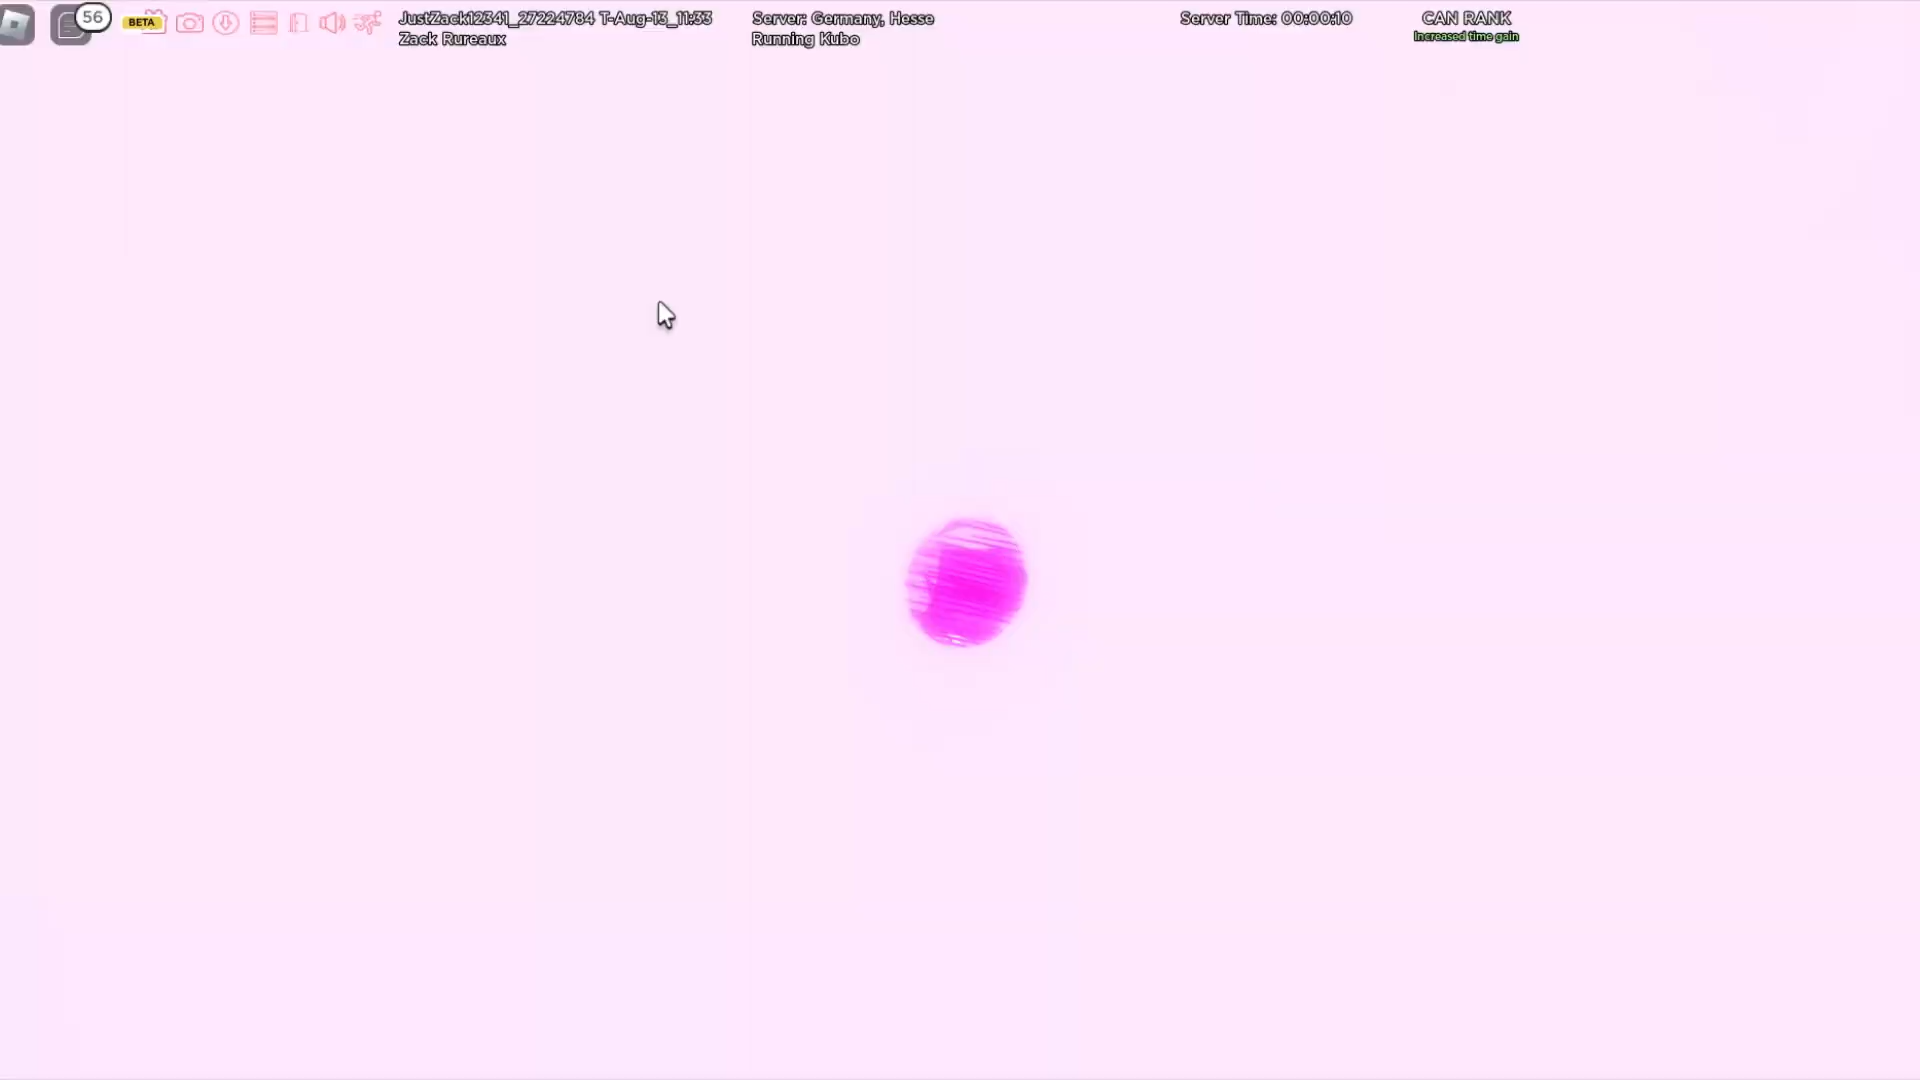 56
BETA
JustZack12341_27224784 T-Aug-13_11:33
Zack Rureaux
Server: Germany, Hesse
Running Kubo
Server Time: 00:00:10
CAN RANK
Increased time gain